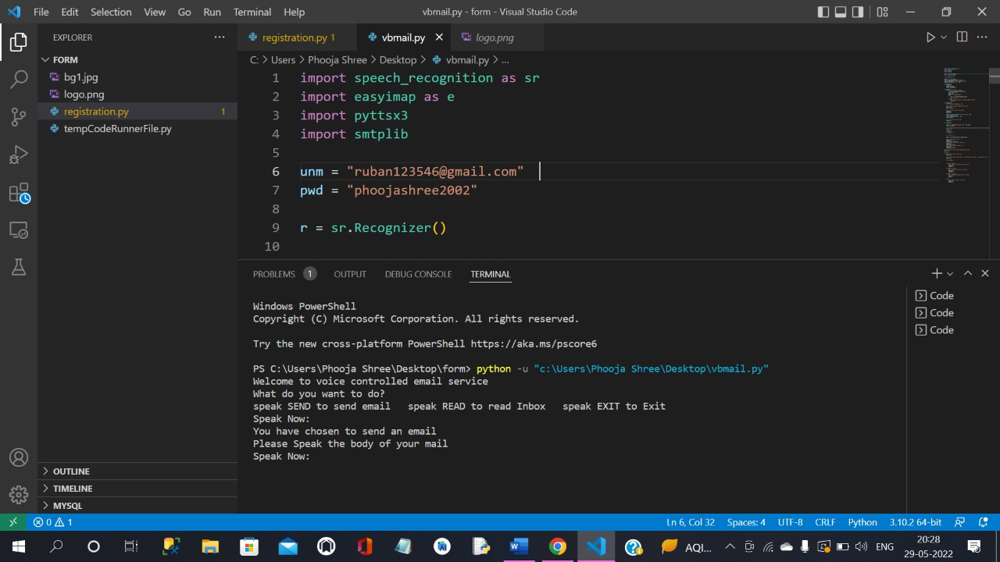 File Edit Selection View Go Run Terminal Help vbmail.py - form - Visual Studio Code
EXPLORER
FORM
bg1.jpg
logo.png
registration.py 1
tempCodeRunnerFile.py
OUTLINE
TIMELINE
MYSQL
registration.py 1 vbmail.py logo.png
C: > Users > Phooja Shree > Desktop > vbmail.py > ...
1 import speech_recognition as sr
2 import easyimap as e
3 import pyttsx3
4 import smtplib
5
6 unm = "ruban123546@gmail.com"
7 pwd = "phoojashree2002"
8
9 r = sr.Recognizer()
10
PROBLEMS 1 OUTPUT DEBUG CONSOLE TERMINAL
Windows PowerShell
Copyright (C) Microsoft Corporation. All rights reserved.
Try the new cross-platform PowerShell https://aka.ms/pscore6
PS C:\Users\Phooja Shree\Desktop\form> python -u "c:\Users\Phooja Shree\Desktop\vbmail.py"
Welcome to voice controlled email service
What do you want to do?
speak SEND to send email speak READ to read Inbox speak EXIT to Exit
Speak Now:
You have chosen to send an email
Please Speak the body of your mail
Speak Now:
Code
Code
Code
0 1 Ln 6, Col 32 Spaces: 4 UTF-8 CRLF Python 3.10.2 64-bit
AQI... ENG
29-05-2022